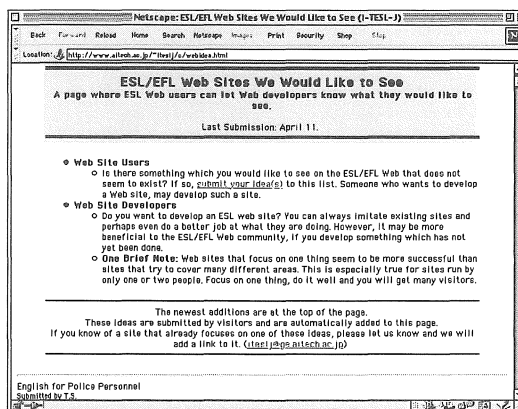 Netscape: ESL/EFL Web Sites We Would Like to See (I-TESL-J)
Back Forward Reload Home Search Netscape Images Print Security Shop Stop
Location: http://www.aitech.ac.jp/~iteslj/s/webidea.html
ESL/EFL Web Sites We Would Like to See
A page where ESL Web users can let Web developers know what they would like to
see.
Last Submission: April 11.
Web Site Users
Is there something which you would like to see on the ESL/EFL Web that does not
seem to exist? If so, submit your idea(s) to this list. Someone who wants to develop
a Web site, may develop such a site.
Web Site Developers
Do you want to develop an ESL web site? You can always imitate existing sites and
perhaps even do a better job at what they are doing. However, it may be more
beneficial to the ESL/EFL Web community, if you develop something which has not
yet been done.
One Brief Note: Web sites that focus on one thing seem to be more successful than
sites that try to cover many different areas. This is especially true for sites run by
only one or two people. Focus on one thing, do it well and you will get many visitors.
The newest additions are at the top of the page.
These ideas are submitted by visitors and are automatically added to this page.
If you know of a site that already focuses on one of these ideas, please let us know and we will
add a link to it. (iteslj@ge.aitech.ac.jp)
English for Police Personnel
Submitted by T.S.